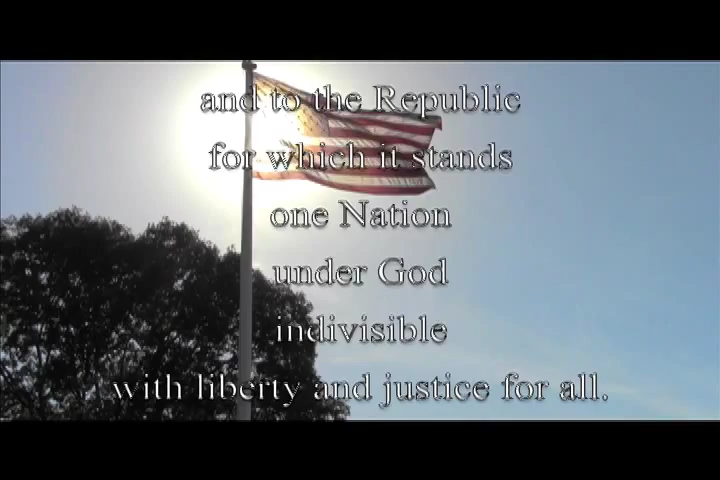 and to the Republic
for which it stands
one Nation
under God
indivisible
with liberty and justice for all.